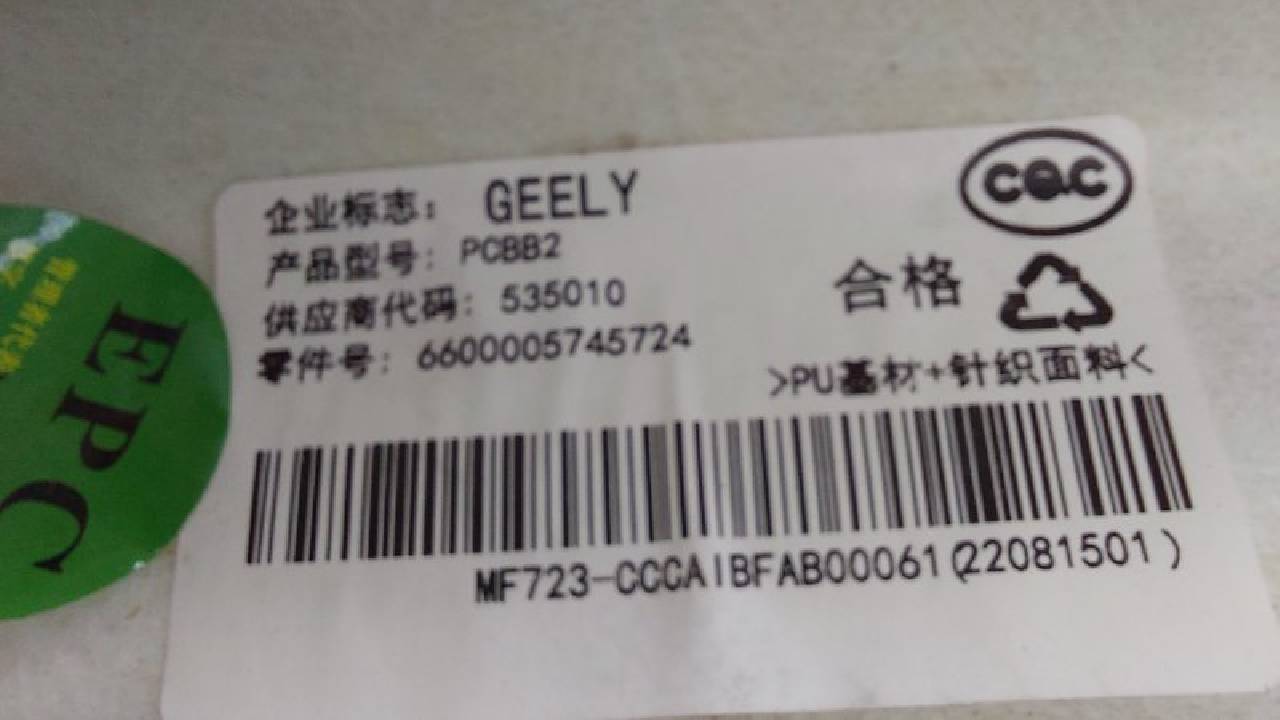 企业标志: GEELY
CQC
产品型号: PCBB2
合格
供应商代码: 535010
零件号: 6600005745724
>PU基材+针织面料<
MF723-CCCAIBFAB00061(22081501)
EPC